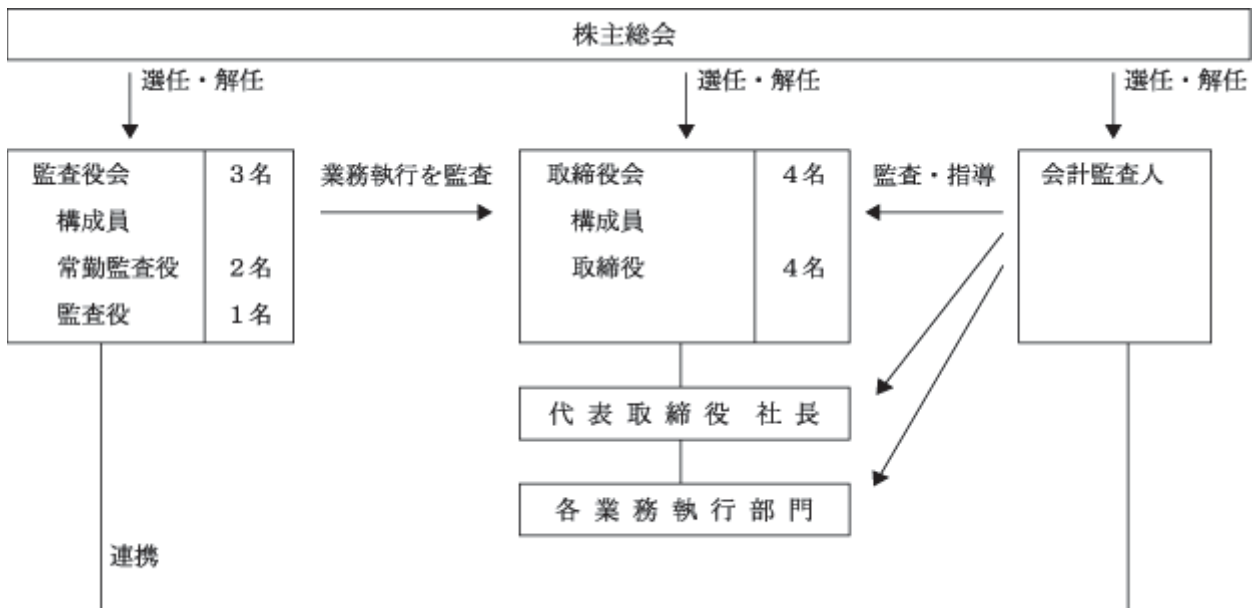 株主総会
選任・解任
選任・解任
選任・解任
監査役会 3名
構成員
常勤監査役 2名
監査役 1名
業務執行を監査
取締役会 4名
構成員
取締役 4名
監査・指導
会計監査人
代表取締役 社長
各業務執行部門
連携